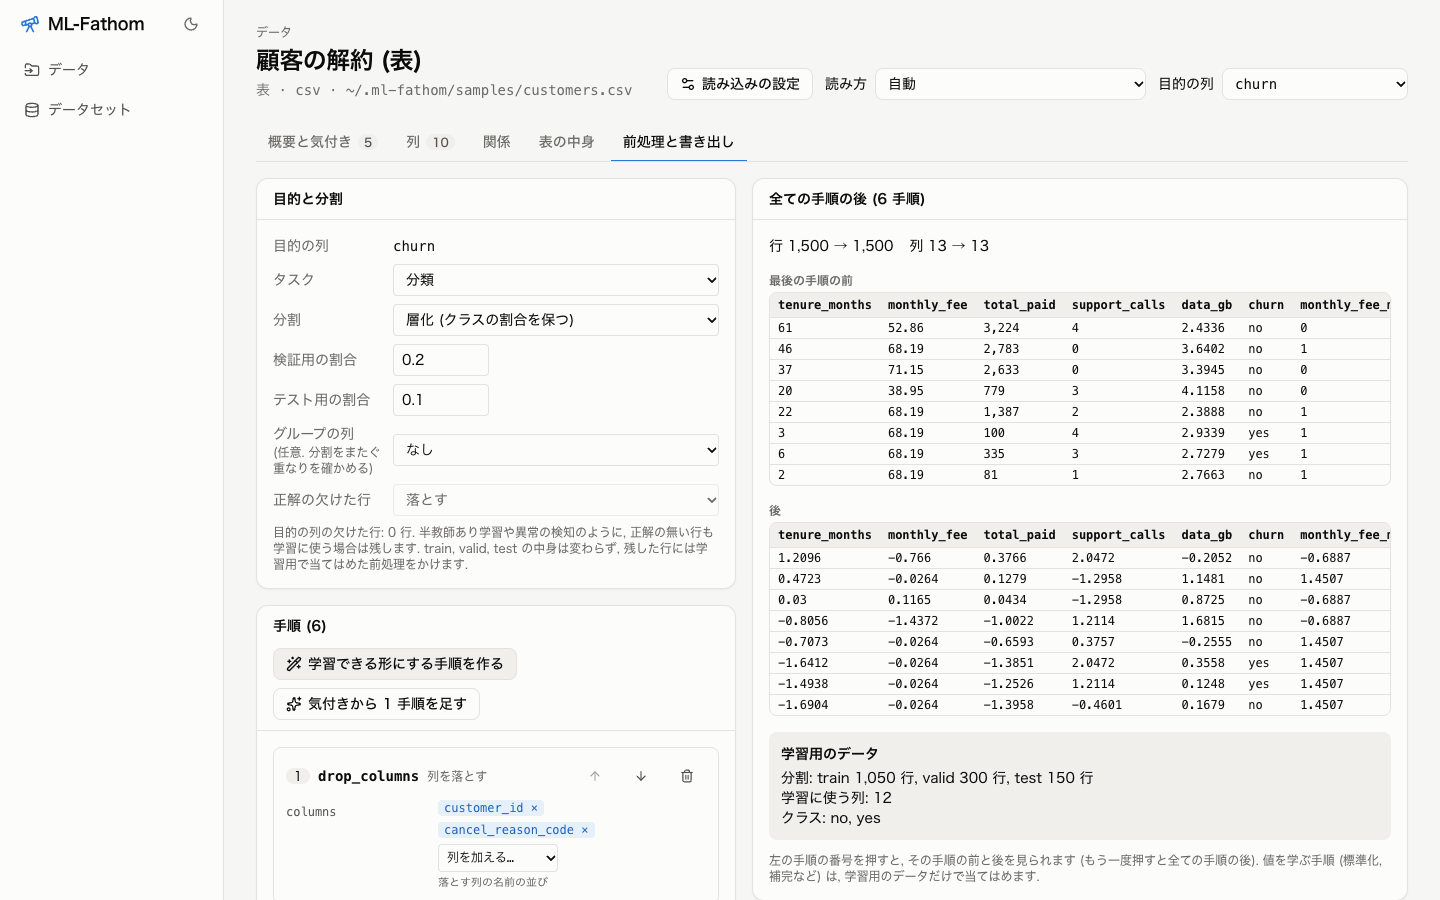 ML-Fathom
データ
データセット
データ
顧客の解約 (表)
表 · csv · ~/.ml-fathom/samples/customers.csv
読み込みの設定
読み方
自動
目的の列
churn
概要と気付き 5
列 10
関係
表の中身
前処理と書き出し
目的と分割
目的の列 churn
タスク 分類
分割 層化 (クラスの割合を保つ)
検証用の割合 0.2
テスト用の割合 0.1
グループの列
(任意. 分割をまたぐ
重なりを確かめる)
なし
正解の欠けた行 落とす
目的の列の欠けた行: 0 行. 半教師あり学習や異常の検知のように, 正解の無い行も
学習に使う場合は残します. train, valid, test の中身は変わらず, 残した行には学
習用で当てはめた前処理をかけます.
手順 (6)
学習できる形にする手順を作る
気付きから 1 手順を足す
1 drop_columns 列を落とす
columns
customer_id ×
cancel_reason_code ×
列を加える…
落とす列の名前の並び
全ての手順の後 (6 手順)
行 1,500 → 1,500 列 13 → 13
最後の手順の前
tenure_months monthly_fee total_paid support_calls data_gb churn monthly_fee_
61 52.86 3,224 4 2.4336 no 0
46 68.19 2,783 0 3.6402 no 1
37 71.15 2,633 0 3.3945 no 0
20 38.95 779 3 4.1158 no 0
22 68.19 1,387 2 2.3888 no 1
3 68.19 100 4 2.9339 yes 1
6 68.19 335 3 2.7279 yes 1
2 68.19 81 1 2.7663 no 1
後
tenure_months monthly_fee total_paid support_calls data_gb churn monthly_fee_
1.2096 -0.766 0.3766 2.0472 -0.2052 no -0.6887
0.4723 -0.0264 0.1279 -1.2958 1.1481 no 1.4507
0.03 0.1165 0.0434 -1.2958 0.8725 no -0.6887
-0.8056 -1.4372 -1.0022 1.2114 1.6815 no -0.6887
-0.7073 -0.0264 -0.6593 0.3757 -0.2555 no 1.4507
-1.6412 -0.0264 -1.3851 2.0472 0.3558 yes 1.4507
-1.4938 -0.0264 -1.2526 1.2114 0.1248 yes 1.4507
-1.6904 -0.0264 -1.3958 -0.4601 0.1679 no 1.4507
学習用のデータ
分割: train 1,050 行, valid 300 行, test 150 行
学習に使う列: 12
クラス: no, yes
左の手順の番号を押すと, その手順の前と後を見られます (もう一度押すと全ての手順の後). 値を学ぶ手順 (標準化,
補完など) は, 学習用のデータだけで当てはめます.